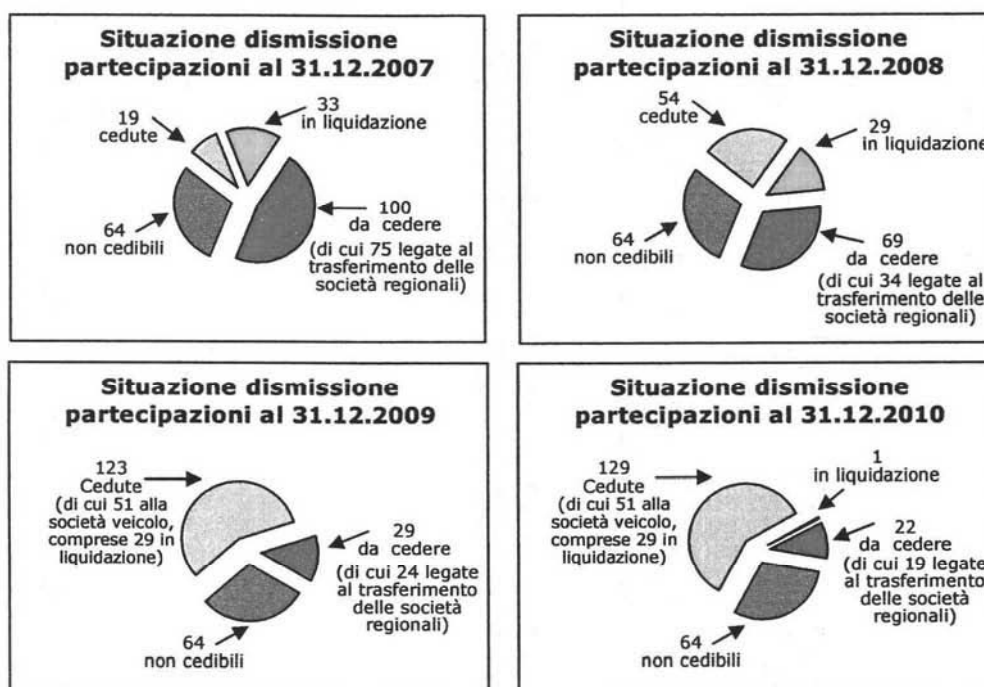 Situazione dismissione
partecipazioni al 31.12.2007
19
cedute
33
in liquidazione
64
non cedibili
100
da cedere
(di cui 75 legate al
trasferimento delle
società regionali)
Situazione dismissione
partecipazioni al 31.12.2008
54
cedute
29
in liquidazione
64
non cedibili
69
da cedere
(di cui 34 legate al
trasferimento delle
società regionali)
Situazione dismissione
partecipazioni al 31.12.2009
123
Cedute
(di cui 51 alla
società veicolo,
comprese 29 in
liquidazione)
29
da cedere
(di cui 24 legate
al trasferimento
delle società
regionali)
64
non cedibili
Situazione dismissione
partecipazioni al 31.12.2010
129
Cedute
(di cui 51 alla
società veicolo,
comprese 29 in
liquidazione)
1
in liquidazione
22
da cedere
(di cui 19 legate
al trasferimento
delle società
regionali)
64
non cedibili